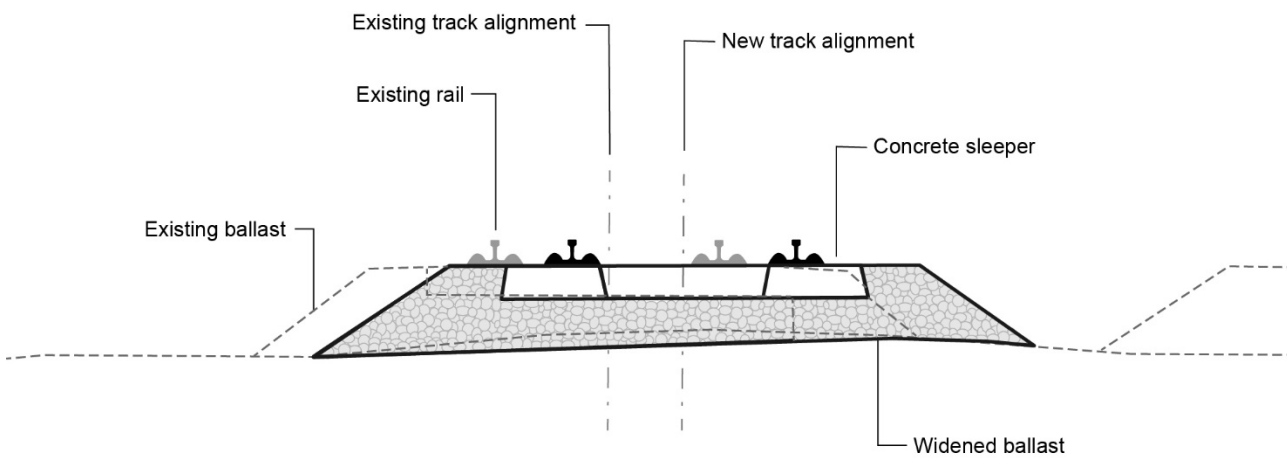 Existing track alignment
New track alignment
Existing rail
Concrete sleeper
Existing ballast
Widened ballast